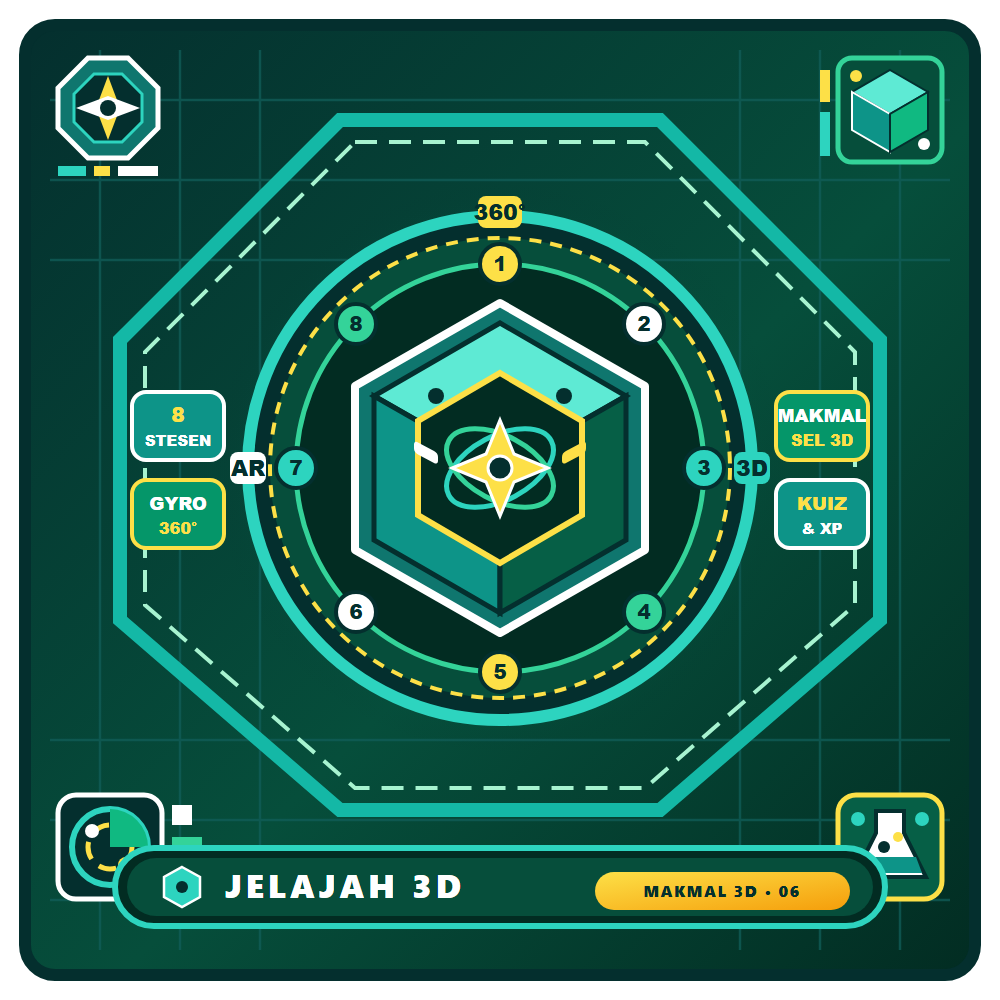 360°
1
8
2
8
STESEN
MAKMAL
SEL 3D
AR
7
3
3D
GYRO
360°
KUIZ
& XP
6
4
5
JELAJAH 3D
MAKMAL 3D • 06